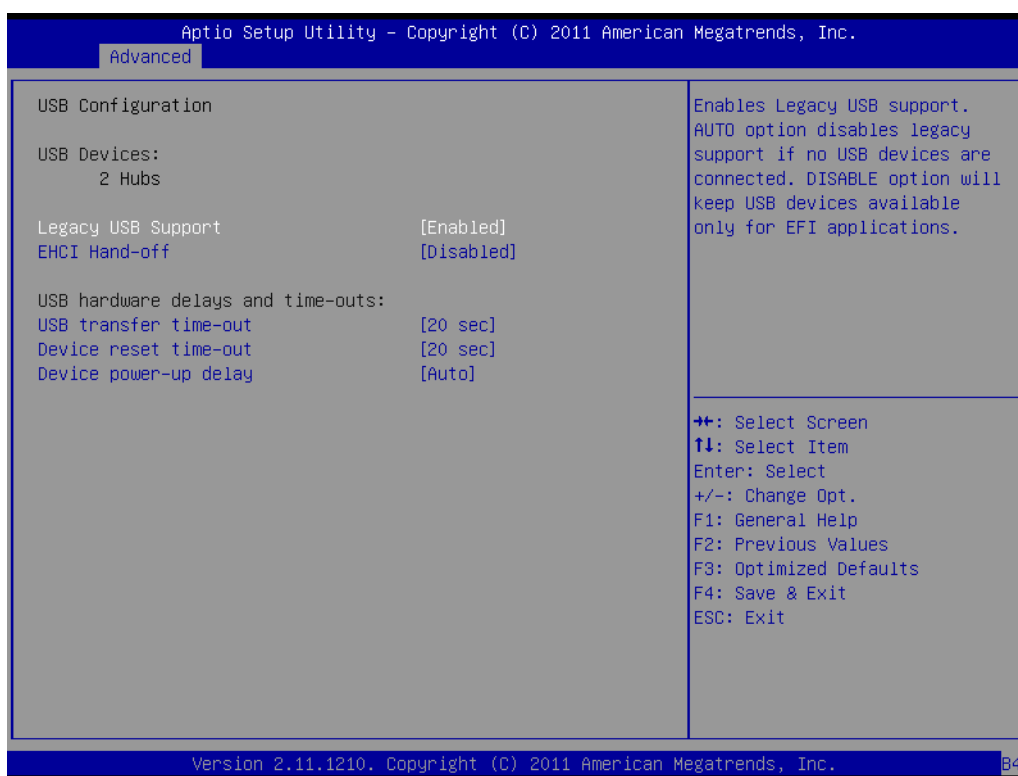 Aptio Setup Utility – Copyright (C) 2011 American Megatrends, Inc.
Advanced
USB Configuration
USB Devices:
2 Hubs
Legacy USB Support [Enabled]
EHCI Hand-off [Disabled]
USB hardware delays and time-outs:
USB transfer time-out [20 sec]
Device reset time-out [20 sec]
Device power-up delay [Auto]
Enables Legacy USB support.
AUTO option disables legacy
support if no USB devices are
connected. DISABLE option will
keep USB devices available
only for EFI applications.
→←: Select Screen
↑↓: Select Item
Enter: Select
+/-: Change Opt.
F1: General Help
F2: Previous Values
F3: Optimized Defaults
F4: Save & Exit
ESC: Exit
Version 2.11.1210. Copyright (C) 2011 American Megatrends, Inc.
B4